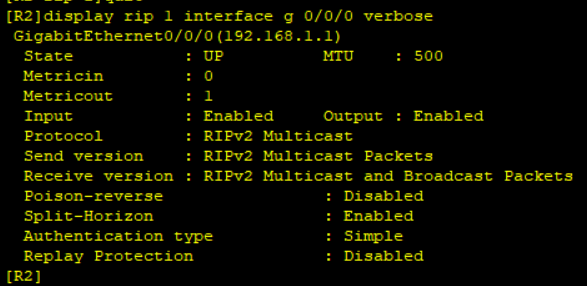 [R2]display rip 1 interface g 0/0/0 verbose
GigabitEthernet0/0/0(192.168.1.1)
State : UP MTU : 500
Metricin : 0
Metricout : 1
Input : Enabled Output : Enabled
Protocol : RIPv2 Multicast
Send version : RIPv2 Multicast Packets
Receive version : RIPv2 Multicast and Broadcast Packets
Poison-reverse : Disabled
Split-Horizon : Enabled
Authentication type : Simple
Replay Protection : Disabled
[R2]